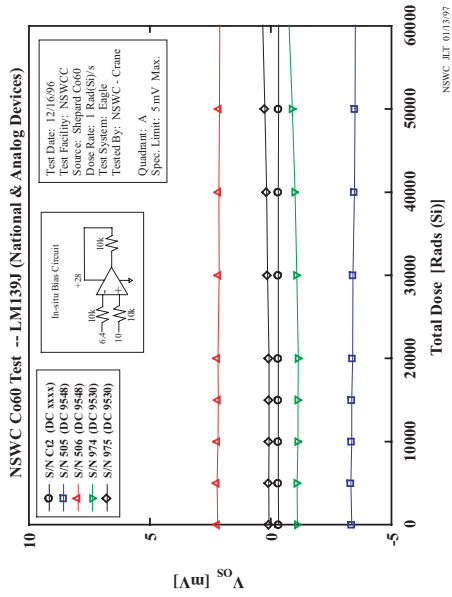 NSWC Co60 Test -- LM139J (National & Analog Devices)
S/N Ct2 (DC xxxx)
S/N 505 (DC 9548)
S/N 506 (DC 9548)
S/N 974 (DC 9530)
S/N 975 (DC 9530)
In-situ Bias Circuit
+28
10k
10k
6.4
10
10k
-
+
Test Date: 12/16/96
Test Facility: NSWCC
Source: Shepard Co60
Dose Rate: 1 Rad(Si)/s
Test System: Eagle
Tested By: NSWC - Crane
Quadrant: A
Spec. Limit: 5 mV Max.
V_OS [mV]
10
5
0
-5
0
10000
20000
30000
40000
50000
60000
Total Dose [Rads (Si)]
NSWC JLT 01/13/97